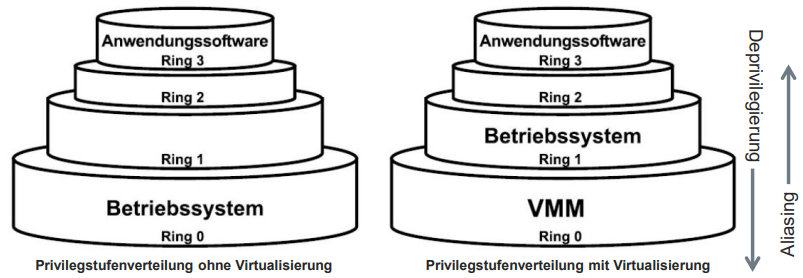 Anwendungssoftware
Ring 3
Ring 2
Ring 1
Betriebssystem
Ring 0
Privilegstufenverteilung ohne Virtualisierung
Anwendungssoftware
Ring 3
Ring 2
Betriebssystem
Ring 1
VMM
Ring 0
Privilegstufenverteilung mit Virtualisierung
Deprivilegierung
Alliasing